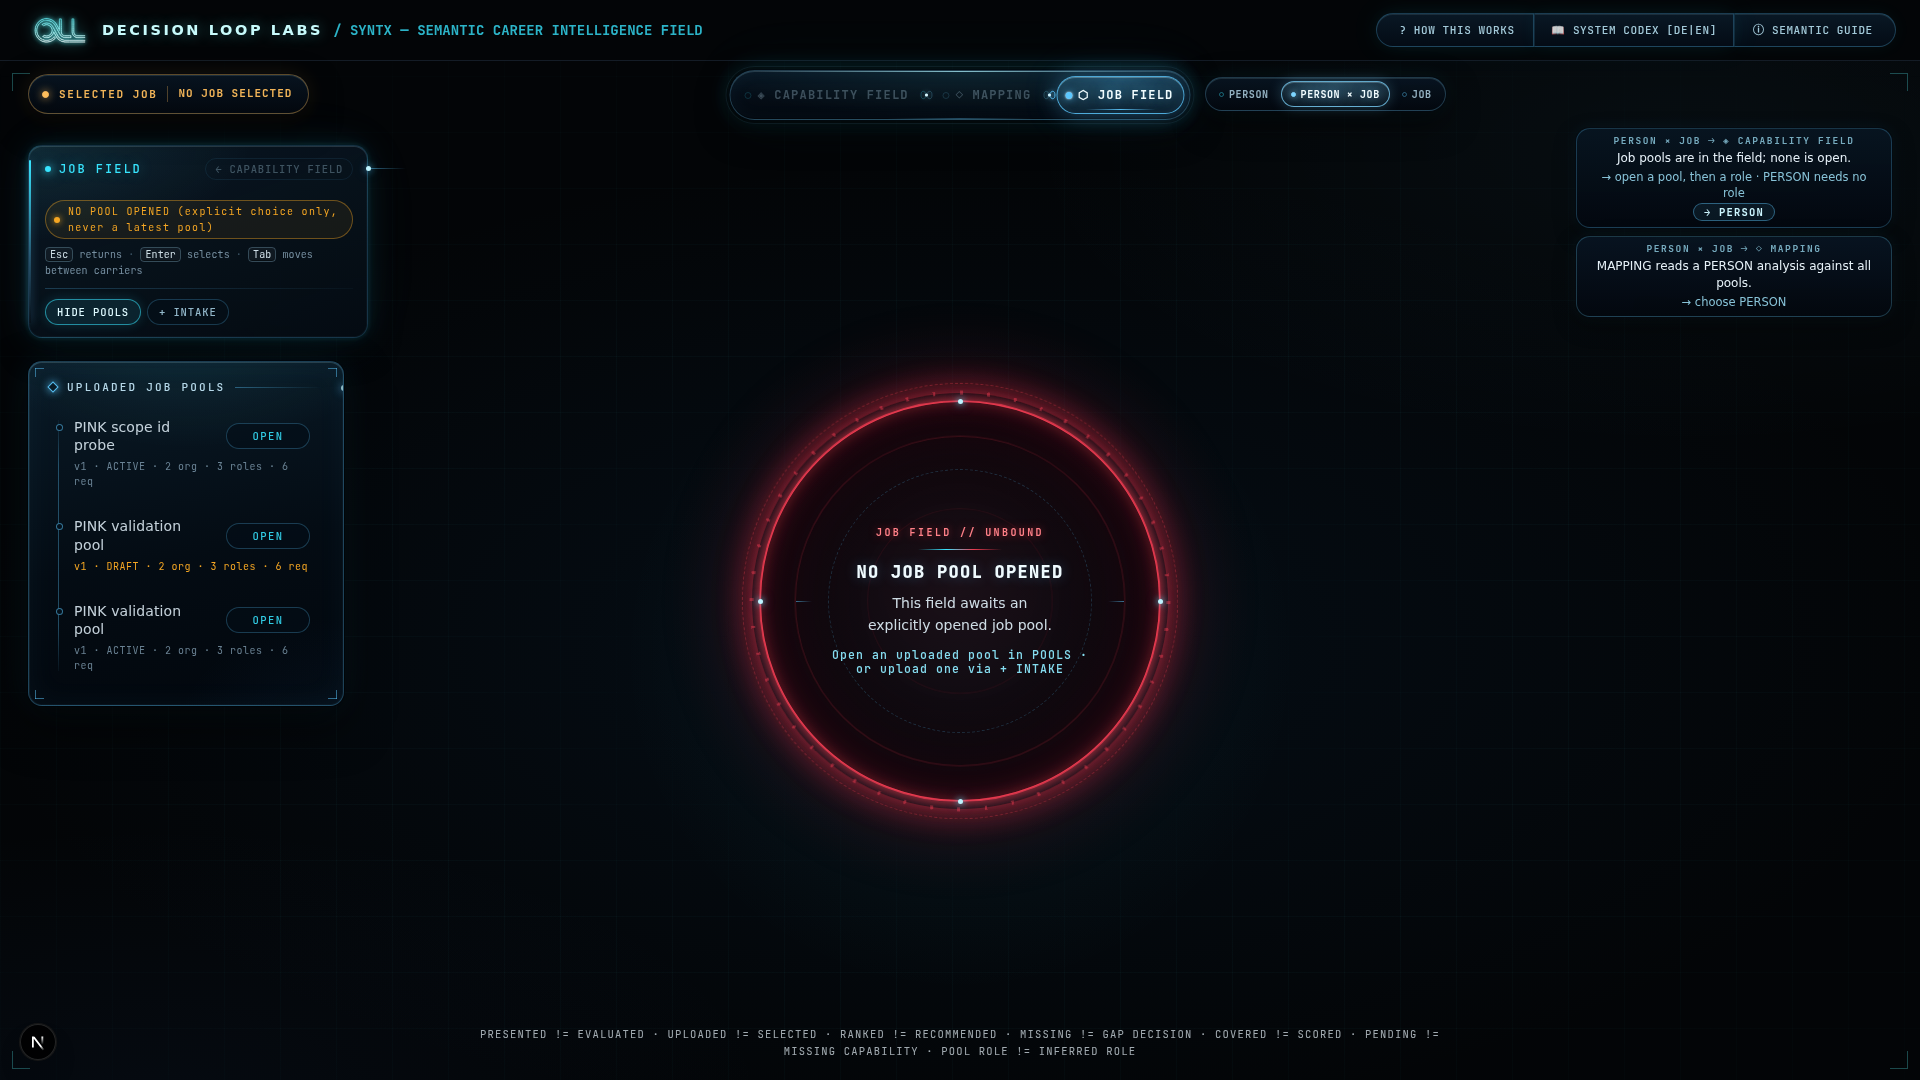 DECISION LOOP LABS / SYNTX — SEMANTIC CAREER INTELLIGENCE FIELD
? HOW THIS WORKS
SYSTEM CODEX [DE|EN]
SEMANTIC GUIDE
SELECTED JOB | NO JOB SELECTED
CAPABILITY FIELD
MAPPING
JOB FIELD
PERSON
PERSON × JOB
JOB
JOB FIELD
← CAPABILITY FIELD
NO POOL OPENED (explicit choice only,
never a latest pool)
Esc returns · Enter selects · Tab moves
between carriers
HIDE POOLS
+ INTAKE
UPLOADED JOB POOLS
PINK scope id
probe
OPEN
v1 · ACTIVE · 2 org · 3 roles · 6
req
PINK validation
pool
OPEN
v1 · DRAFT · 2 org · 3 roles · 6 req
PINK validation
pool
OPEN
v1 · ACTIVE · 2 org · 3 roles · 6
req
PERSON × JOB → ◈ CAPABILITY FIELD
Job pools are in the field; none is open.
→ open a pool, then a role · PERSON needs no
role
→ PERSON
PERSON × JOB → ◇ MAPPING
MAPPING reads a PERSON analysis against all
pools.
→ choose PERSON
JOB FIELD // UNBOUND
NO JOB POOL OPENED
This field awaits an
explicitly opened job pool.
Open an uploaded pool in POOLS ·
or upload one via + INTAKE
N
PRESENTED != EVALUATED · UPLOADED != SELECTED · RANKED != RECOMMENDED · MISSING != GAP DECISION · COVERED != SCORED · PENDING !=
MISSING CAPABILITY · POOL ROLE != INFERRED ROLE